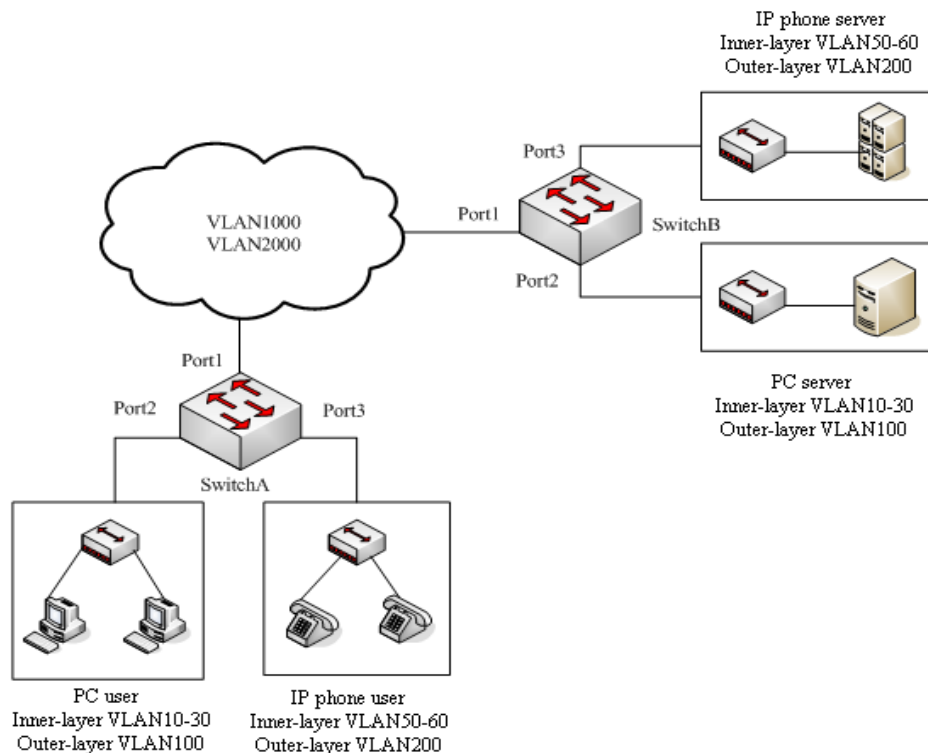 IP phone server
Inner-layer VLAN50-60
Outer-layer VLAN200
Port3
VLAN1000
VLAN2000
Port1
SwitchB
Port2
Port1
PC server
Inner-layer VLAN10-30
Outer-layer VLAN100
Port2
Port3
SwitchA
PC user
Inner-layer VLAN10-30
Outer-layer VLAN100
IP phone user
Inner-layer VLAN50-60
Outer-layer VLAN200